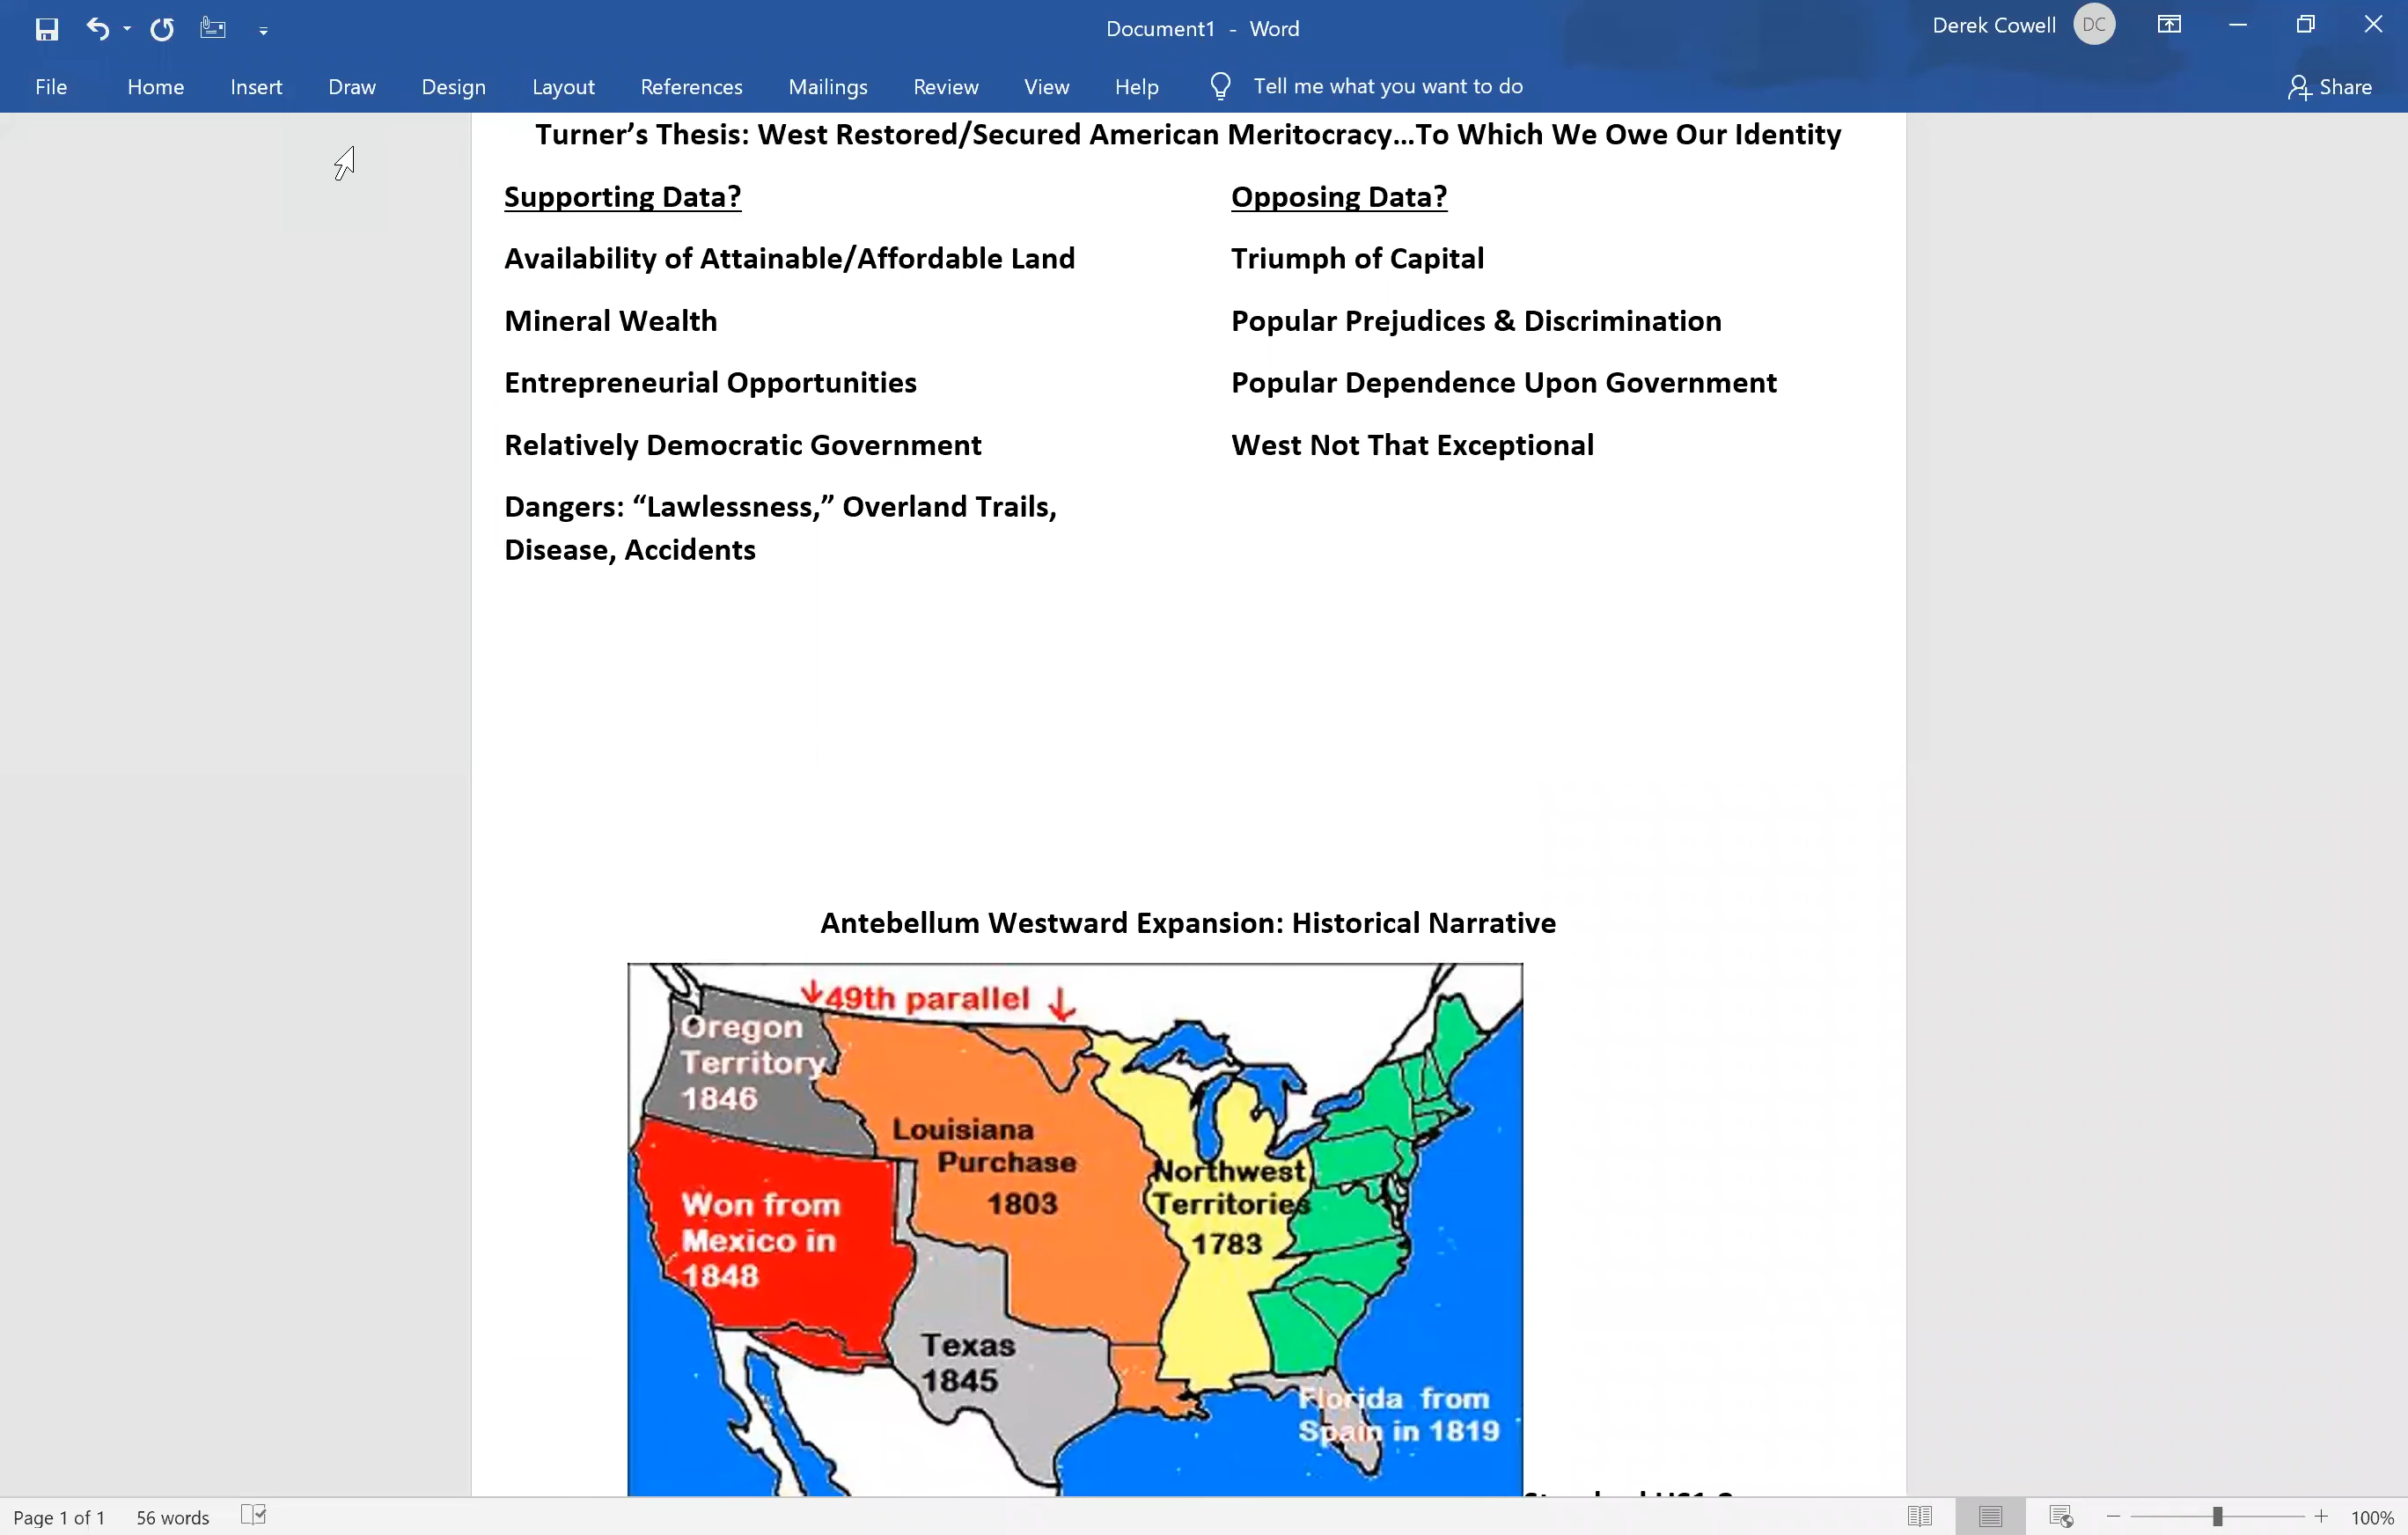 Document1 - Word
Derek Cowell DC
File Home Insert Draw Design Layout References Mailings Review View Help Tell me what you want to do Share
Turner’s Thesis: West Restored/Secured American Meritocracy...To Which We Owe Our Identity
Supporting Data?
Availability of Attainable/Affordable Land
Mineral Wealth
Entrepreneurial Opportunities
Relatively Democratic Government
Dangers: “Lawlessness,” Overland Trails,
Disease, Accidents
Opposing Data?
Triumph of Capital
Popular Prejudices & Discrimination
Popular Dependence Upon Government
West Not That Exceptional
Antebellum Westward Expansion: Historical Narrative
49th parallel
Oregon
Territory
1846
Louisiana
Purchase
1803
Northwest
Territories
1783
Won from
Mexico in
1848
Texas
1845
Florida from
Spain in 1819
Page 1 of 1 56 words 100%